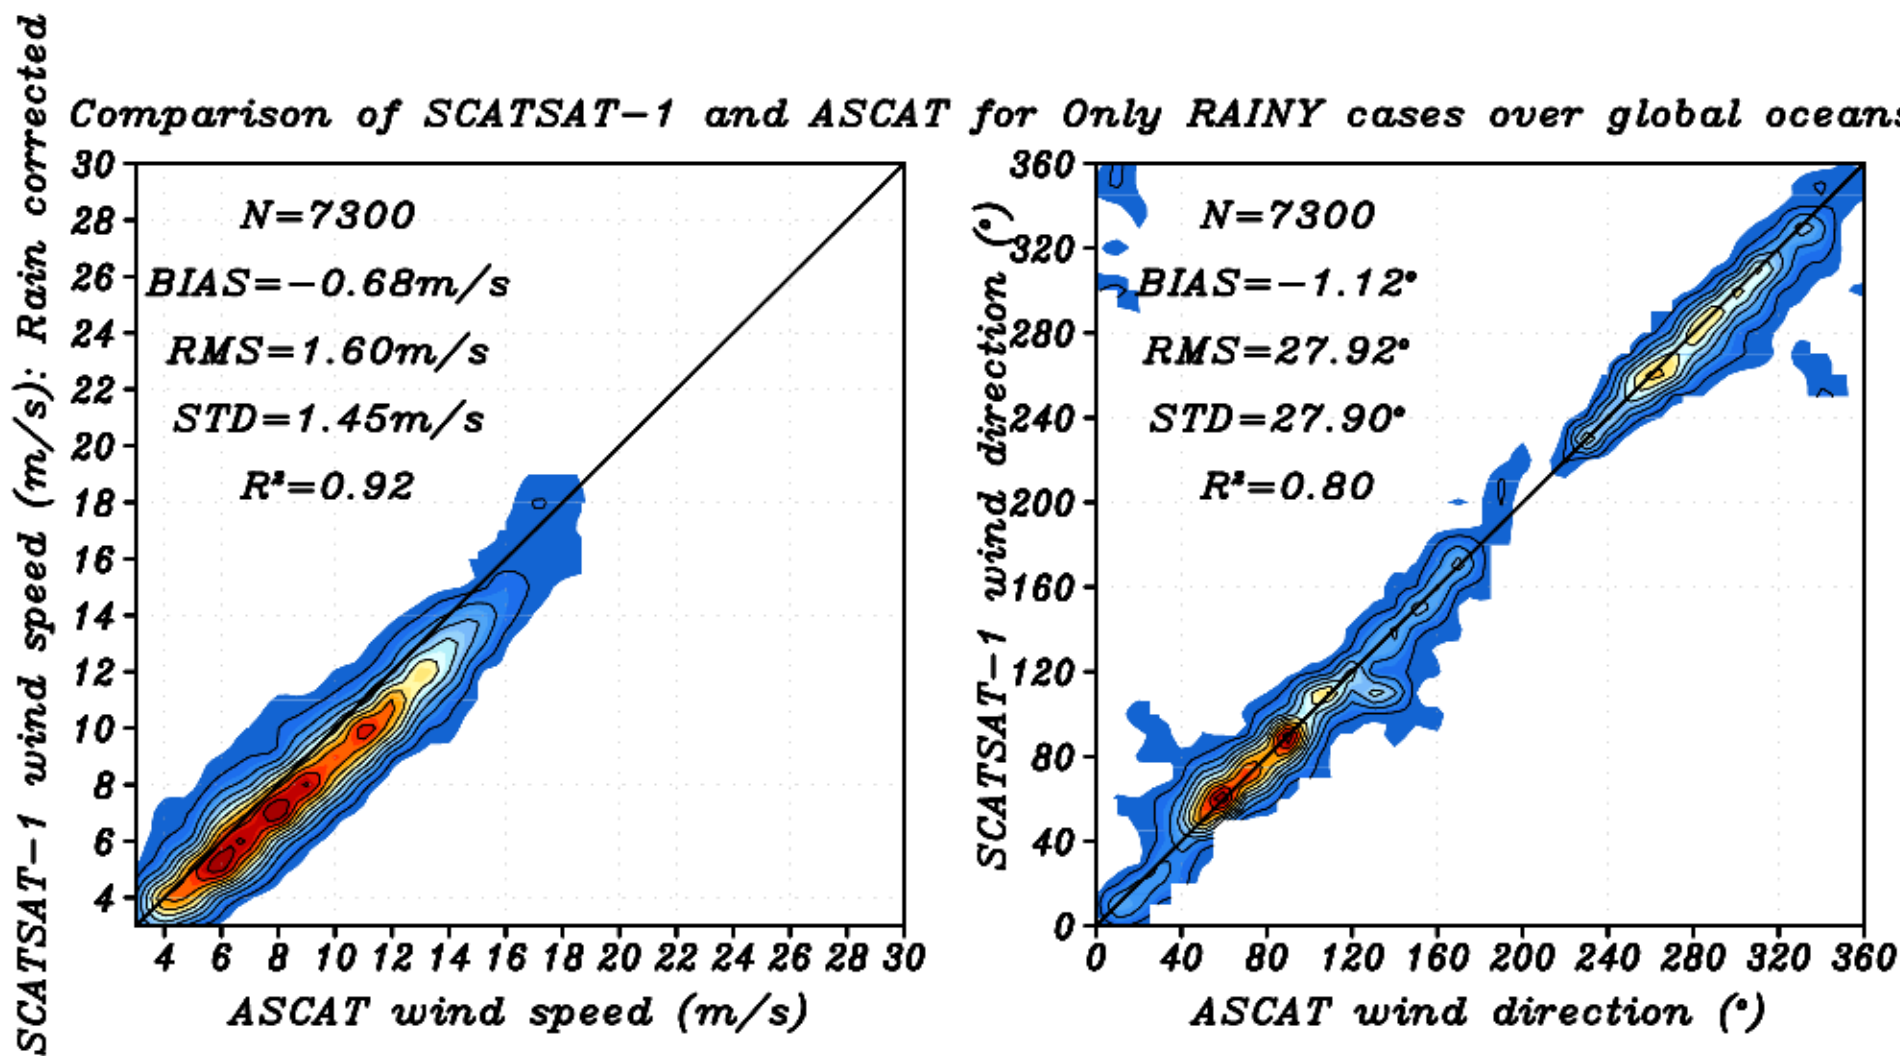 Comparison of SCATSAT-1 and ASCAT for Only RAINY cases over global oceans
SCATSAT-1 wind speed (m/s): Rain corrected
30
28
26
24
22
20
18
16
14
12
10
8
6
4
N=7300
BIAS=-0.68m/s
RMS=1.60m/s
STD=1.45m/s
R²=0.92
4 6 8 10 12 14 16 18 20 22 24 26 28 30
ASCAT wind speed (m/s)
SCATSAT-1 wind direction (°)
360
320
280
240
200
160
120
80
40
0
N=7300
BIAS=-1.12°
RMS=27.92°
STD=27.90°
R²=0.80
0 40 80 120 160 200 240 280 320 360
ASCAT wind direction (°)